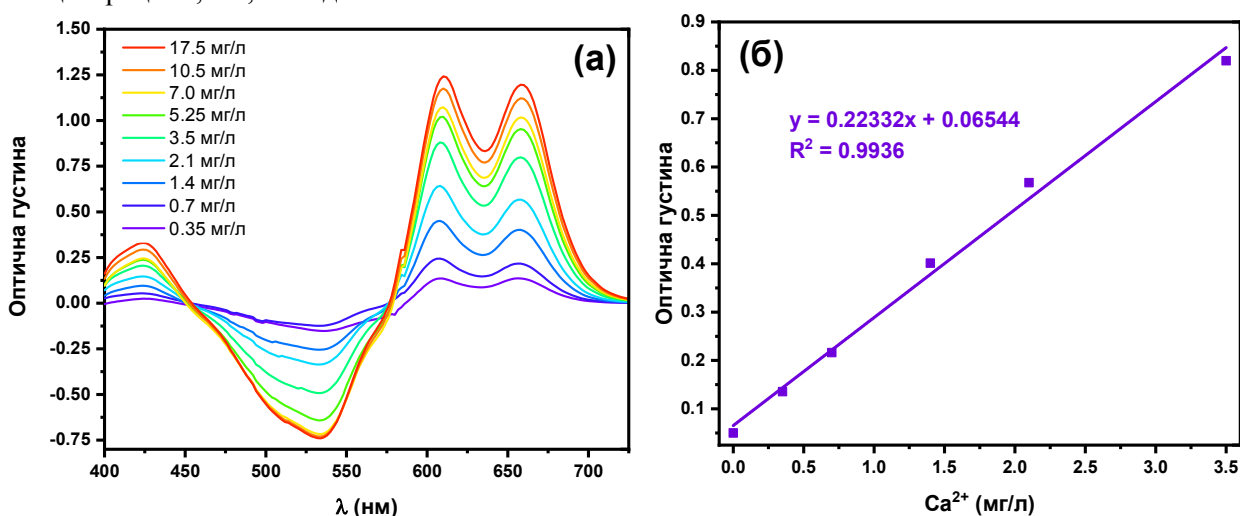 (а)
17.5 мг/л
10.5 мг/л
7.0 мг/л
5.25 мг/л
3.5 мг/л
2.1 мг/л
1.4 мг/л
0.7 мг/л
0.35 мг/л
Оптична густина
1.50
1.25
1.00
0.75
0.50
0.25
0.00
-0.25
-0.50
-0.75
400 450 500 550 600 650 700
λ (нм)
(б)
y = 0.22332x + 0.06544
R² = 0.9936
Оптична густина
0.9
0.8
0.7
0.6
0.5
0.4
0.3
0.2
0.1
0.0 0.5 1.0 1.5 2.0 2.5 3.0 3.5
Ca²⁺ (мг/л)